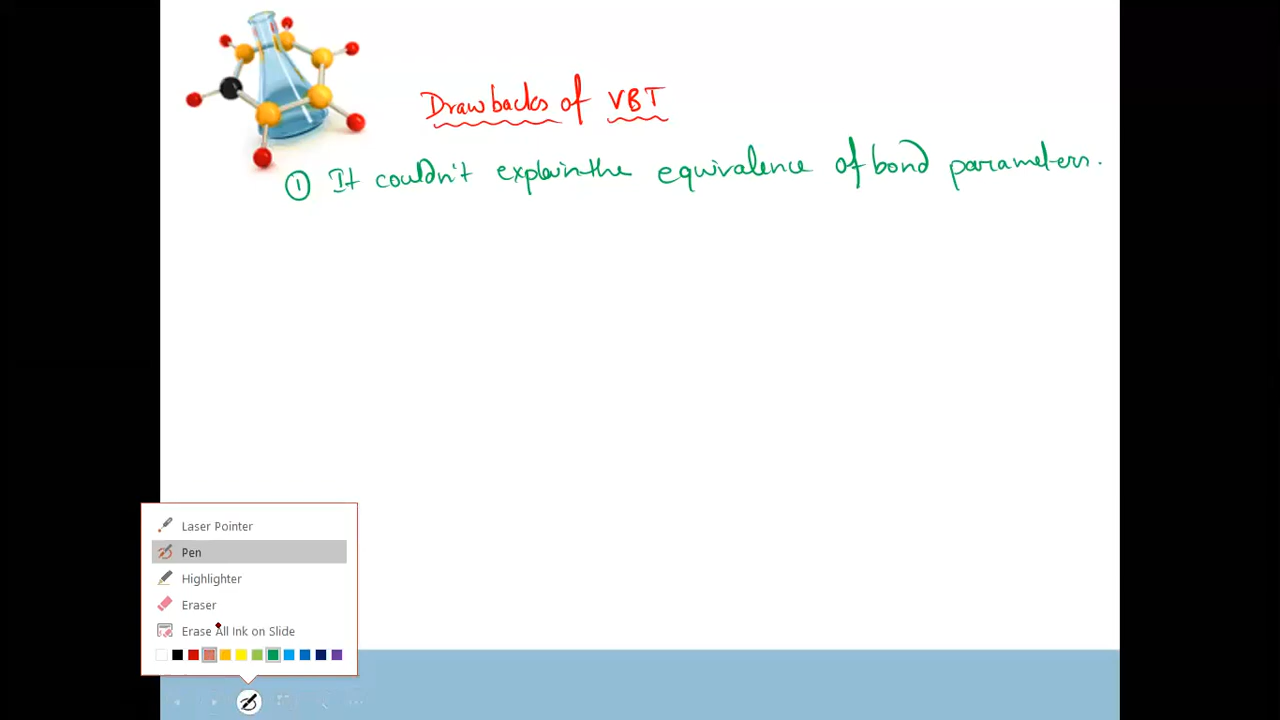 Drawbacks of VBT
① It couldn't explain the equivalence of bond parameters.
Laser Pointer
Pen
Highlighter
Eraser
Erase All Ink on Slide